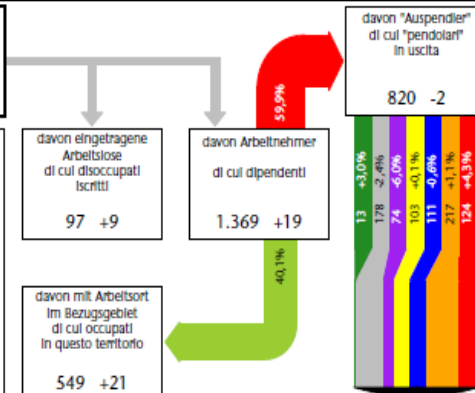 davon "Auspendler"
di cui "pendolari"
in uscita
820 -2
59,9%
davon eingetragene
Arbeitslose
di cui disoccupati
iscritti
97 +9
davon Arbeitnehmer
di cui dipendenti
1.369 +19
13 +3,0%
178 -2,4%
74 -6,0%
103 +0,1%
111 -0,6%
217 +1,1%
124 +4,3%
40,1%
davon mit Arbeitsort
im Bezugsgebiet
di cui occupati
in questo territorio
549 +21